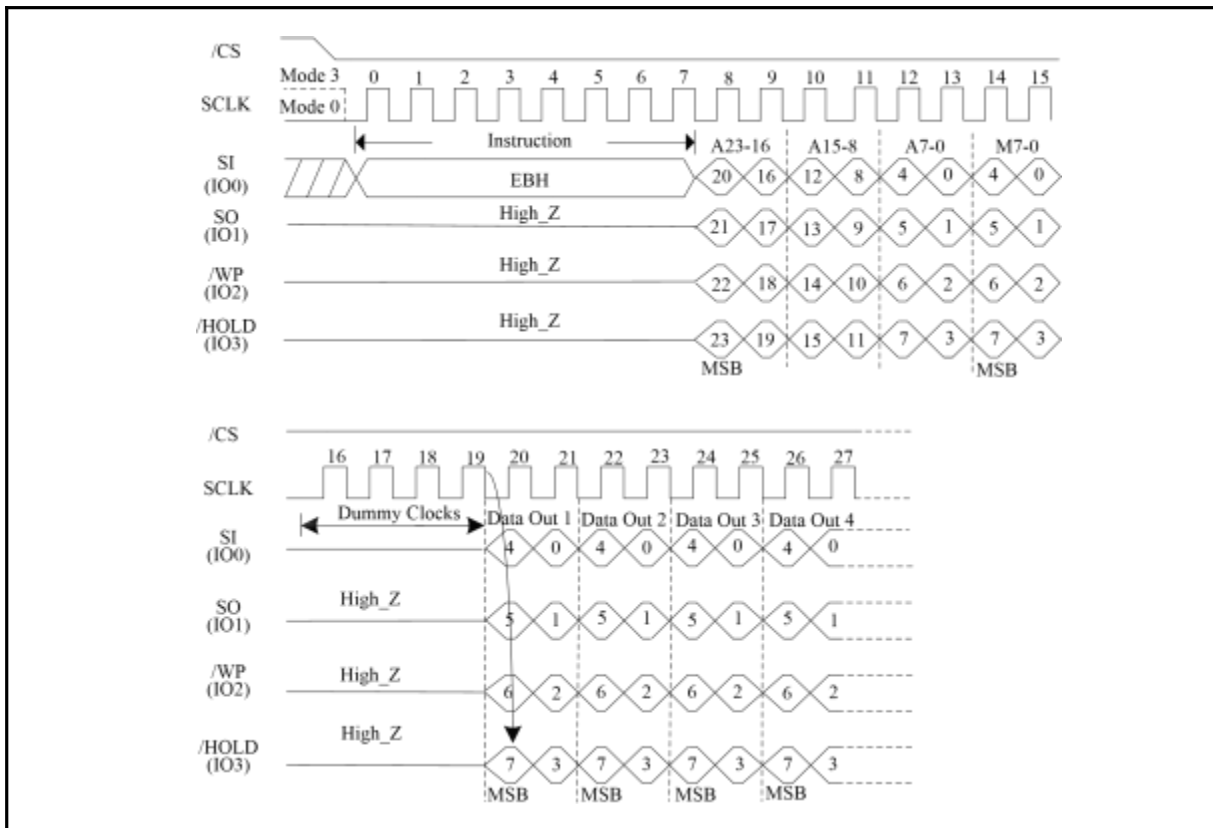 /CS
Mode 3 0 1 2 3 4 5 6 7 8 9 10 11 12 13 14 15
SCLK Mode 0
Instruction A23-16 A15-8 A7-0 M7-0
SI
(IO0) EBH 20 16 12 8 4 0 4 0
SO
(IO1) High_Z 21 17 13 9 5 1 5 1
/WP
(IO2) High_Z 22 18 14 10 6 2 6 2
/HOLD
(IO3) High_Z 23 19 15 11 7 3 7 3
MSB MSB
/CS
16 17 18 19 20 21 22 23 24 25 26 27
SCLK
Dummy Clocks Data Out 1 Data Out 2 Data Out 3 Data Out 4
SI
(IO0) 4 0 4 0 4 0 4 0
SO
(IO1) High_Z 5 1 5 1 5 1 5 1
/WP
(IO2) High_Z 6 2 6 2 6 2 6 2
/HOLD
(IO3) High_Z 7 3 7 3 7 3 7 3
MSB MSB MSB MSB